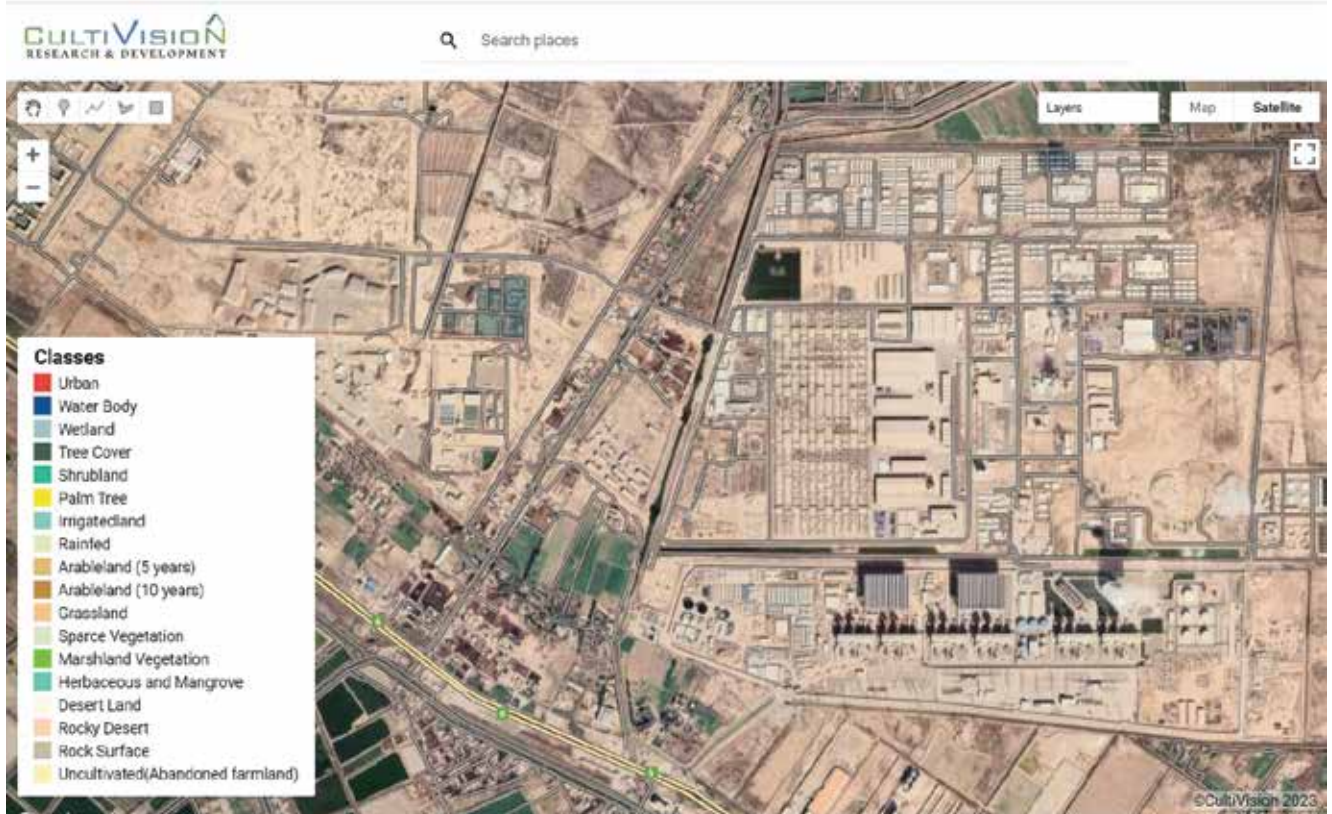 CULTIVISION
RESEARCH & DEVELOPMENT
Search places
Layers
Map
Satellite
+
−
Classes
Urban
Water Body
Wetland
Tree Cover
Shrubland
Palm Tree
Irrigatedland
Rainfed
Arableland (5 years)
Arableland (10 years)
Grassland
Sparce Vegetation
Marshland Vegetation
Herbaceous and Mangrove
Desert Land
Rocky Desert
Rock Surface
Uncultivated(Abandoned farmland)
©CultiVision 2023